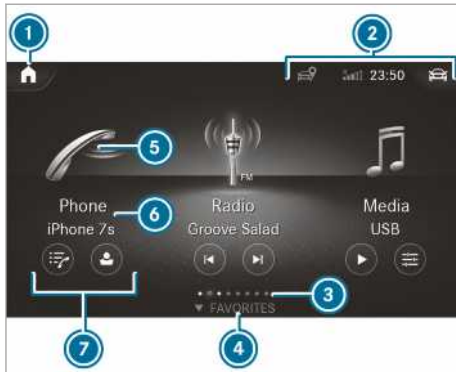 1
2
23:50
5
FM
Phone
6
Radio
Media
iPhone 7s
Groove Salad
USB
3
FAVORITES
7
4